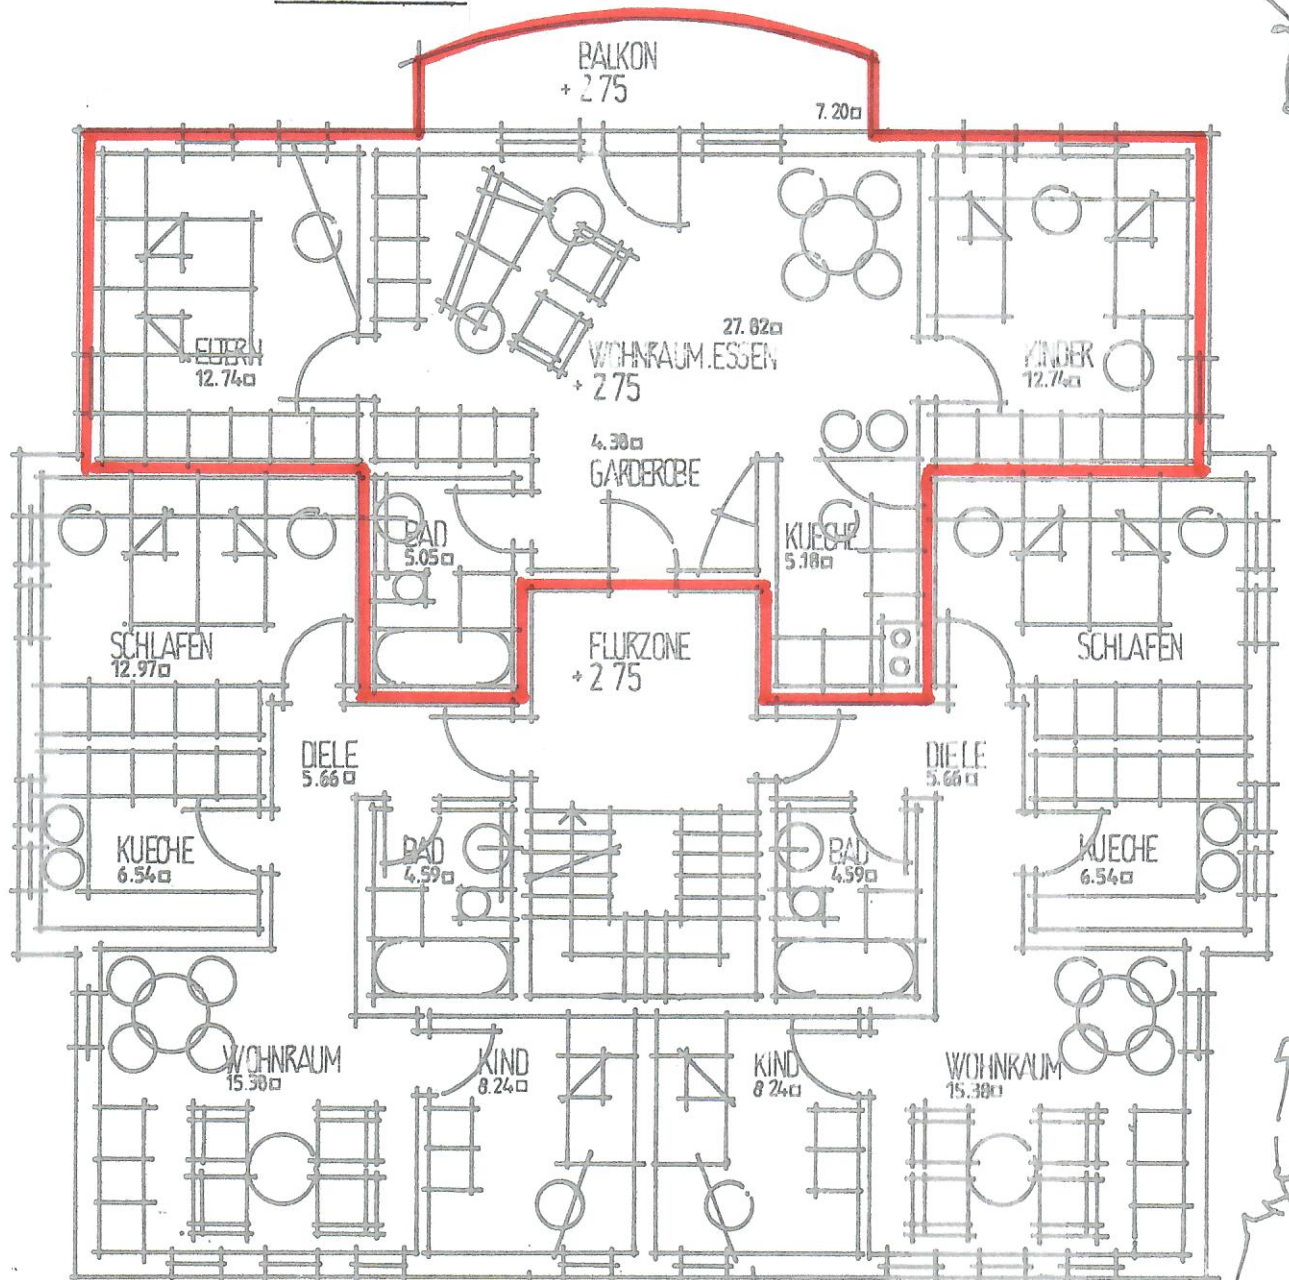 BALKON
+ 2.75
7.20□
ELTERN
12.74□
27.82□
WOHNRAUM.ESSEN
+ 2.75
KINDER
12.74□
4.38□
GARDEROBE
BAD
5.05□
KUECHE
5.18□
SCHLAFEN
12.97□
FLURZONE
+ 2.75
SCHLAFEN
DIELE
5.66□
DIELE
5.66□
KUECHE
6.54□
BAD
4.59□
BAD
4.59□
KUECHE
6.54□
WOHNRAUM
15.38□
KIND
8.24□
KIND
8.24□
WOHNRAUM
15.38□